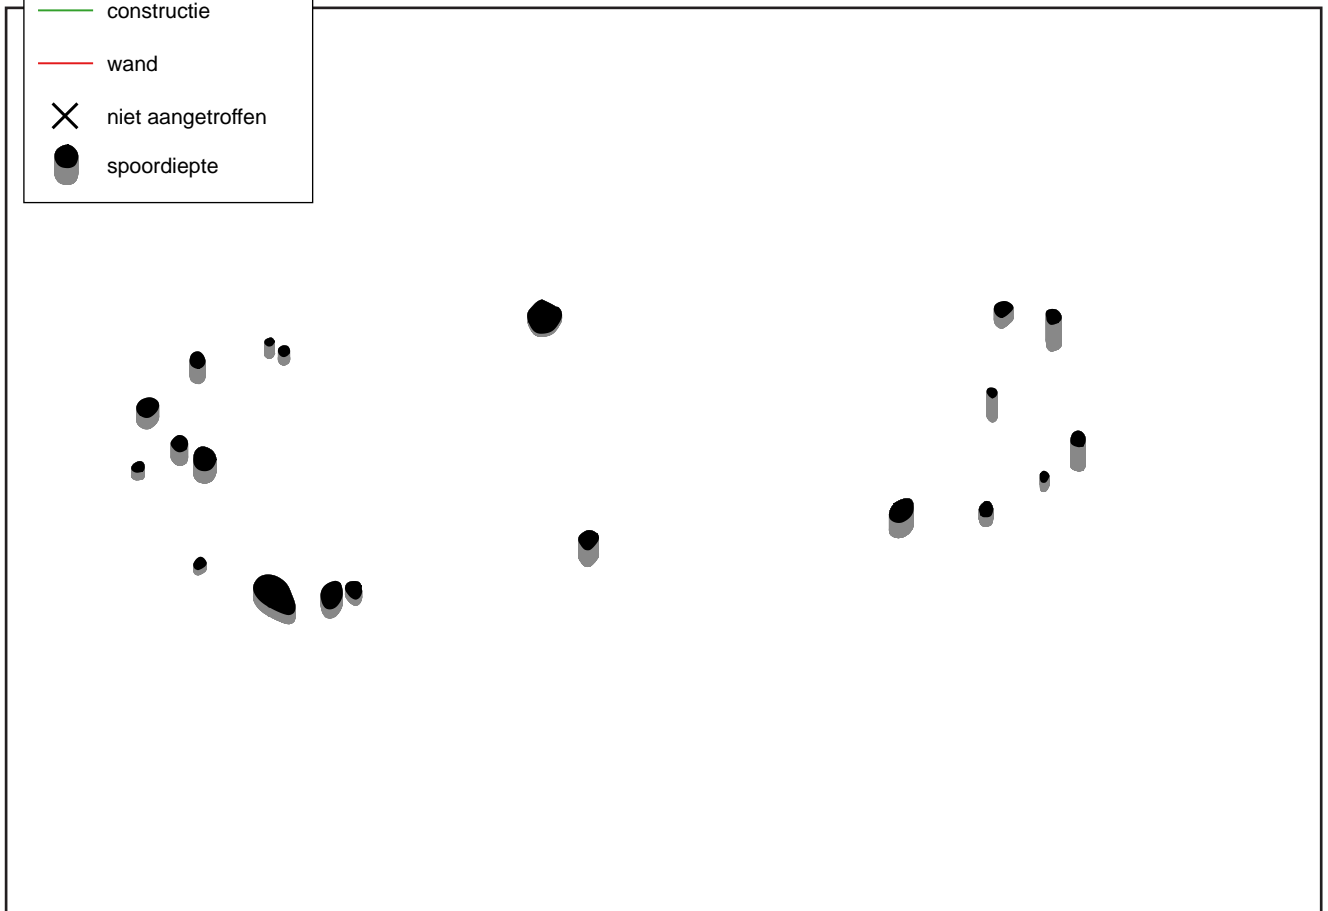 constructie
wand
niet aangetroffen
spoordiepte